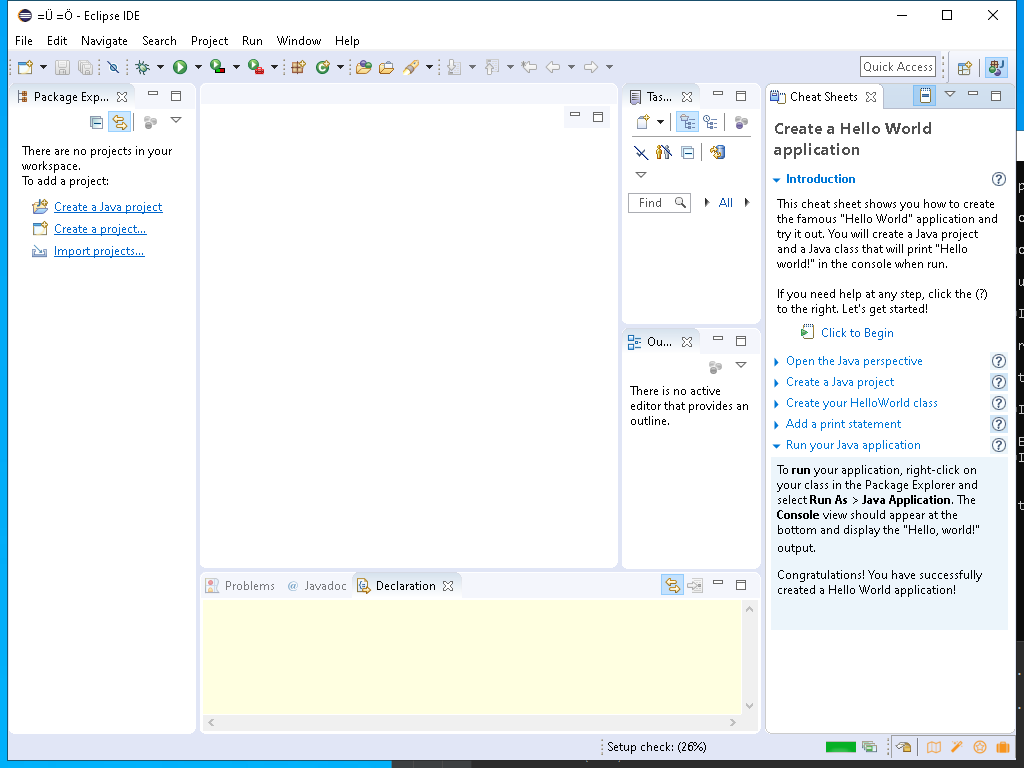 =Ü =Ö - Eclipse IDE
File Edit Navigate Search Project Run Window Help
Quick Access
Package Exp...
There are no projects in your
workspace.
To add a project:
Create a Java project
Create a project...
Import projects...
Tas...
Find
All
Ou...
There is no active
editor that provides an
outline.
Problems
@ Javadoc
Declaration
Cheat Sheets
Create a Hello World
application
Introduction
This cheat sheet shows you how to create
the famous "Hello World" application and
try it out. You will create a Java project
and a Java class that will print "Hello
world!" in the console when run.
If you need help at any step, click the (?)
to the right. Let's get started!
Click to Begin
Open the Java perspective
Create a Java project
Create your HelloWorld class
Add a print statement
Run your Java application
To run your application, right-click on
your class in the Package Explorer and
select Run As > Java Application. The
Console view should appear at the
bottom and display the "Hello, world!"
output.
Congratulations! You have successfully
created a Hello World application!
Setup check: (26%)